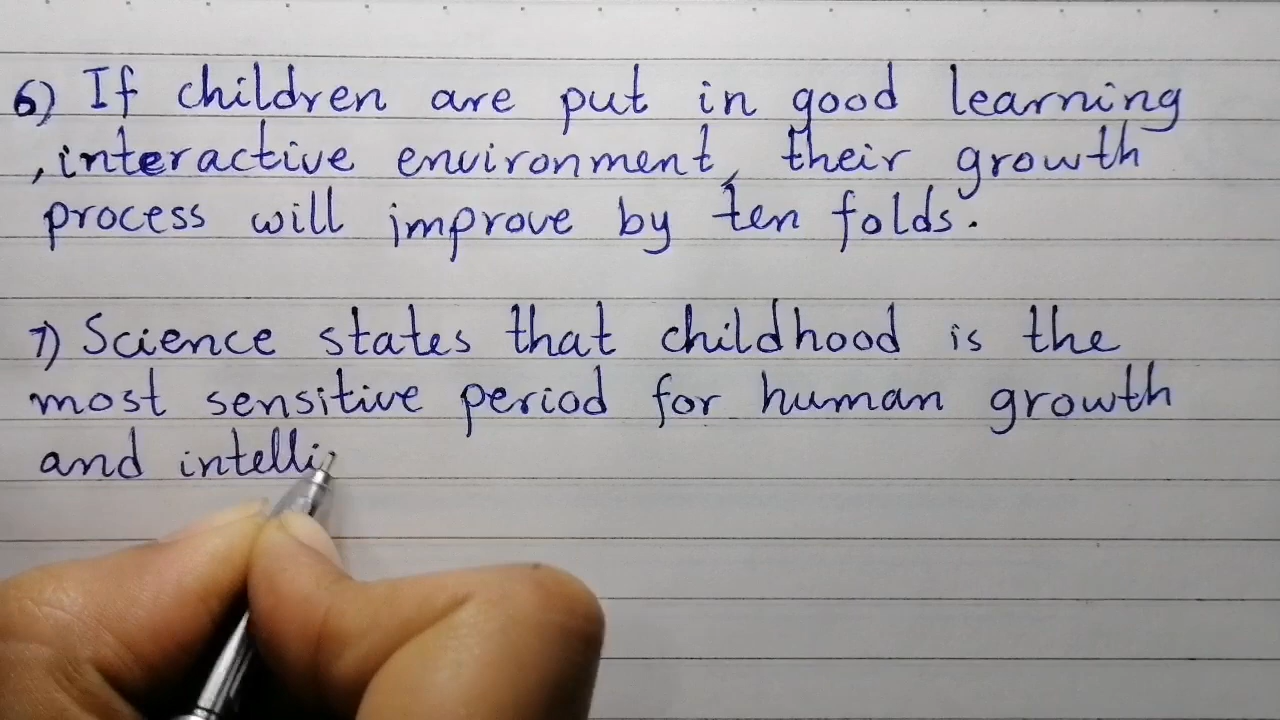 6) If children are put in good learning
, interactive environment, their growth
process will improve by ten folds.
7) Science states that childhood is the
most sensitive period for human growth
and intelli